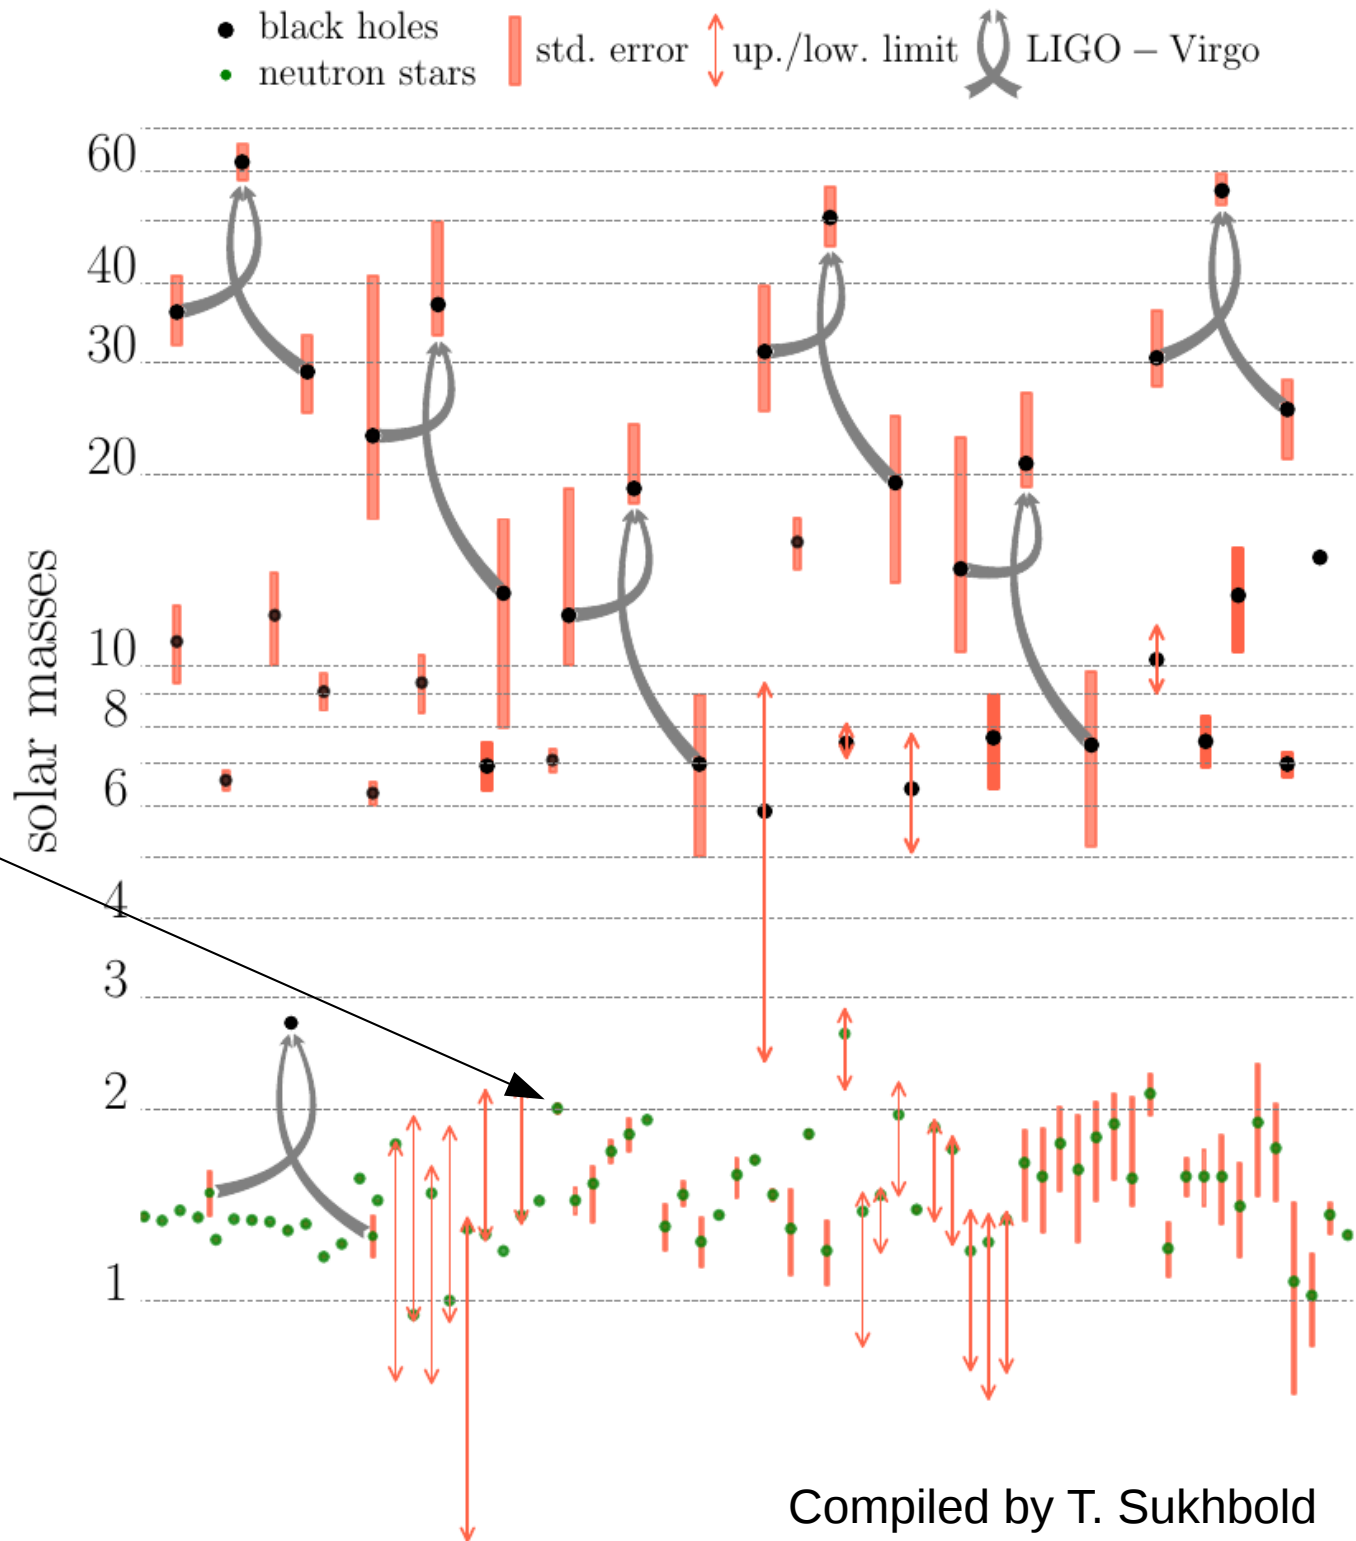 black holes
neutron stars
std. error
up./low. limit
LIGO – Virgo
solar masses
60
40
30
20
10
8
6
4
3
2
1
Compiled by T. Sukhbold